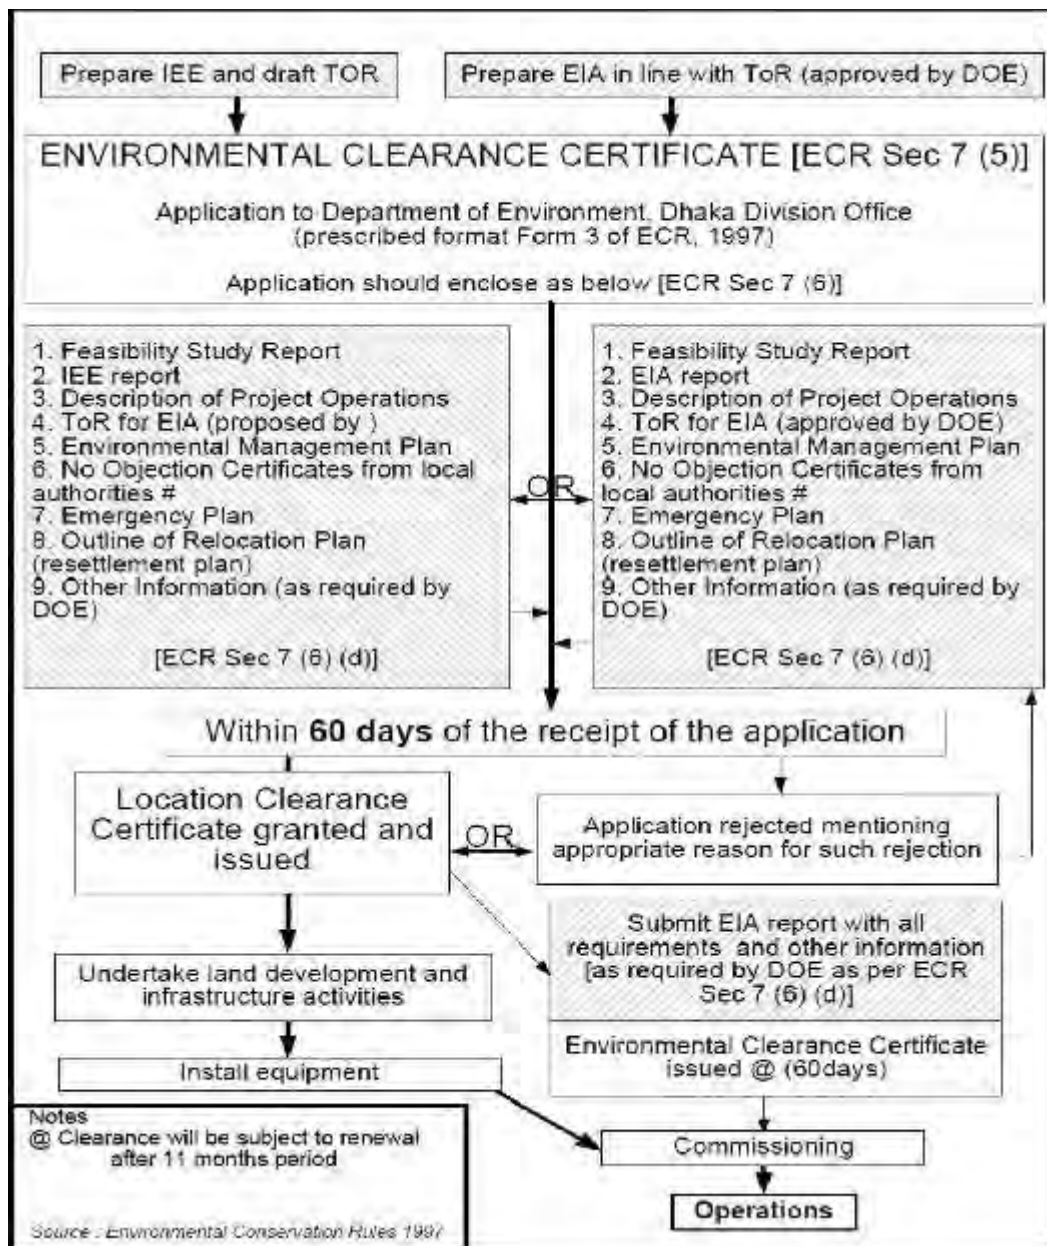 Prepare IEE and draft TOR
Prepare EIA in line with ToR (approved by DOE)
ENVIRONMENTAL CLEARANCE CERTIFICATE [ECR Sec 7 (5)]
Application to Department of Environment, Dhaka Division Office
(prescribed format Form 3 of ECR, 1997)
Application should enclose as below [ECR Sec 7 (6)]
1. Feasibility Study Report
2. IEE report
3. Description of Project Operations
4. ToR for EIA (proposed by )
5. Environmental Management Plan
6. No Objection Certificates from local
authorities #
7. Emergency Plan
8. Outline of Relocation Plan
(resettlement plan)
9. Other Information (as required by
DOE)
[ECR Sec 7 (6) (d)]
OR
1. Feasibility Study Report
2. EIA report
3. Description of Project Operations
4. ToR for EIA (approved by DOE)
5. Environmental Management Plan
6. No Objection Certificates from
local authorities #
7. Emergency Plan
8. Outline of Relocation Plan
(resettlement plan)
9. Other Information (as required by
DOE)
[ECR Sec 7 (6) (d)]
Within 60 days of the receipt of the application
Location Clearance
Certificate granted and
issued
OR
Application rejected mentioning
appropriate reason for such rejection
Undertake land development and
infrastructure activities
Submit EIA report with all
requirements and other information
[as required by DOE as per ECR
Sec 7 (6) (d)]
Environmental Clearance Certificate
issued @ (60days)
Install equipment
Commissioning
Operations
Notes
@ Clearance will be subject to renewal
after 11 months period
Source : Environmental Conservation Rules 1997